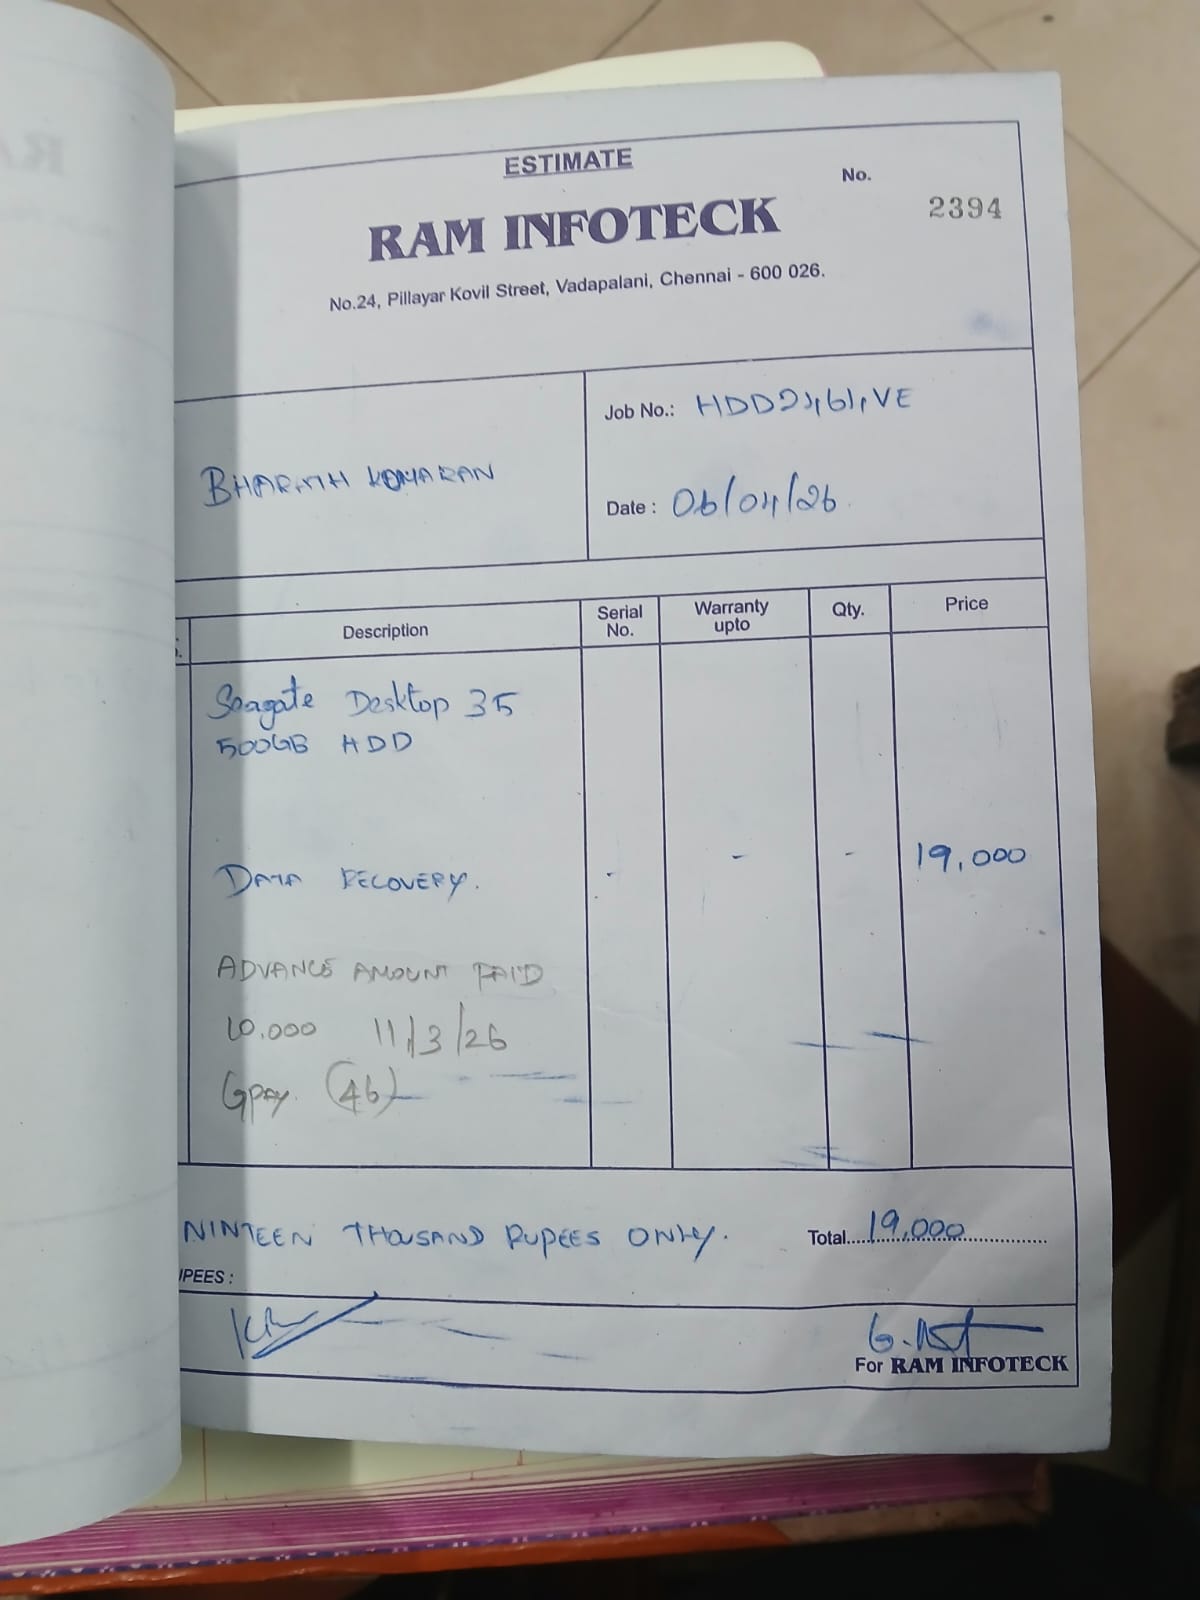 ESTIMATE
No.
2394
RAM INFOTECK
No.24, Pillayar Kovil Street, Vadapalani, Chennai - 600 026.
Job No.:
BHARATH KUMARAN
Date : 06/04/26
Description Serial No. Warranty upto Qty. Price
Seagate Desktop 35
500GB HDD
DATA RECOVERY. - - - 19,000
ADVANCE AMOUNT PAID
10.000 11/3/26
Gpay. (46)
NINTEEN THOUSAND RUPEES ONLY. Total 19,000
PEES :
For RAM INFOTECK